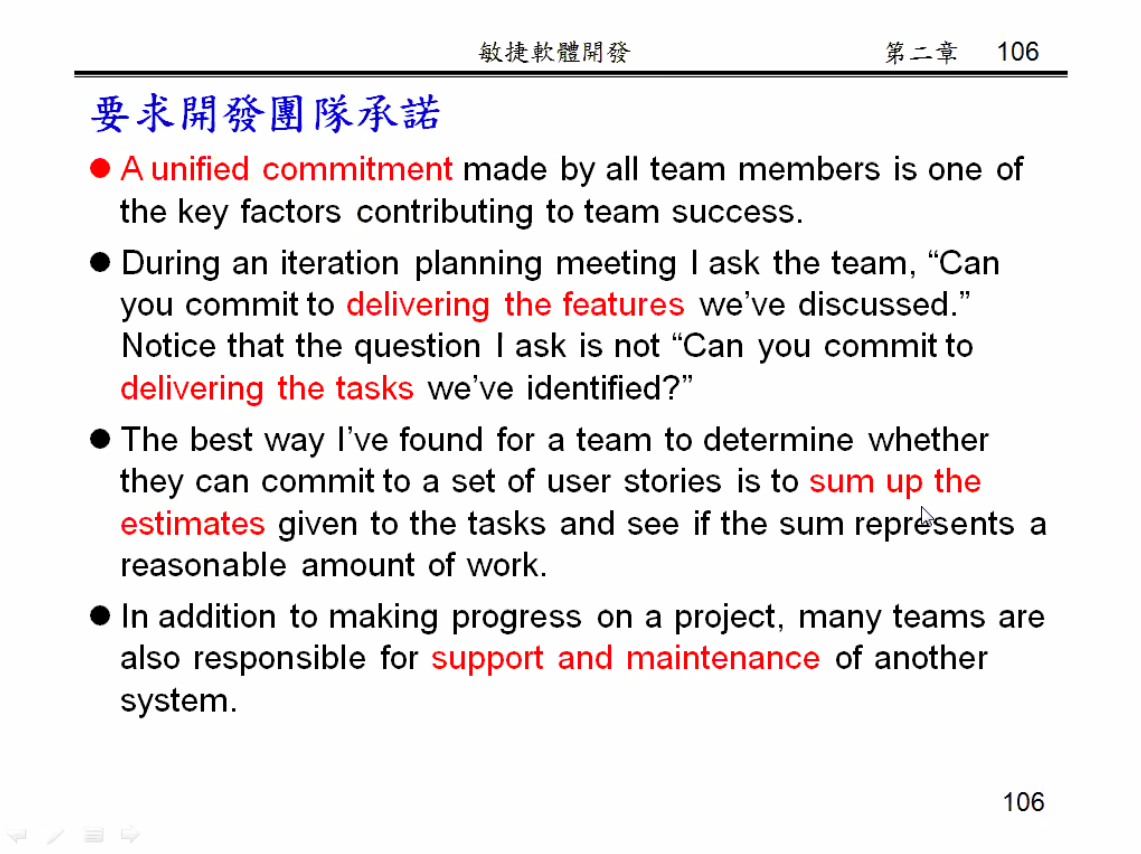 敏捷軟體開發 第二章 106
要求開發團隊承諾
● A unified commitment made by all team members is one of
the key factors contributing to team success.
● During an iteration planning meeting I ask the team, “Can
you commit to delivering the features we’ve discussed.”
Notice that the question I ask is not “Can you commit to
delivering the tasks we’ve identified?”
● The best way I’ve found for a team to determine whether
they can commit to a set of user stories is to sum up the
estimates given to the tasks and see if the sum represents a
reasonable amount of work.
● In addition to making progress on a project, many teams are
also responsible for support and maintenance of another
system.
106